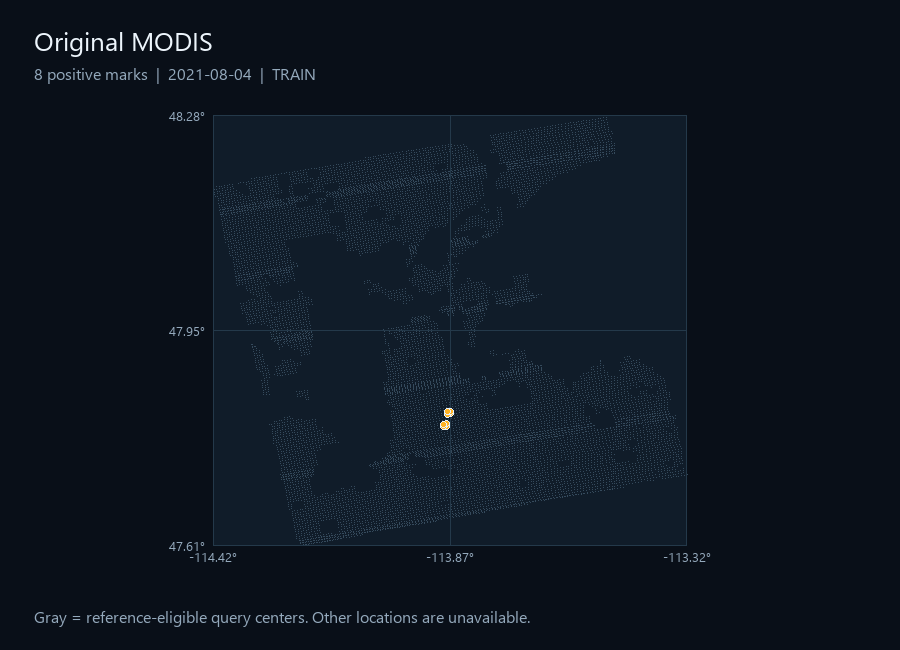 Original MODIS
8 positive marks | 2021-08-04 | TRAIN
48.28°
47.95°
47.61°
-114.42°
-113.87°
-113.32°
Gray = reference-eligible query centers. Other locations are unavailable.